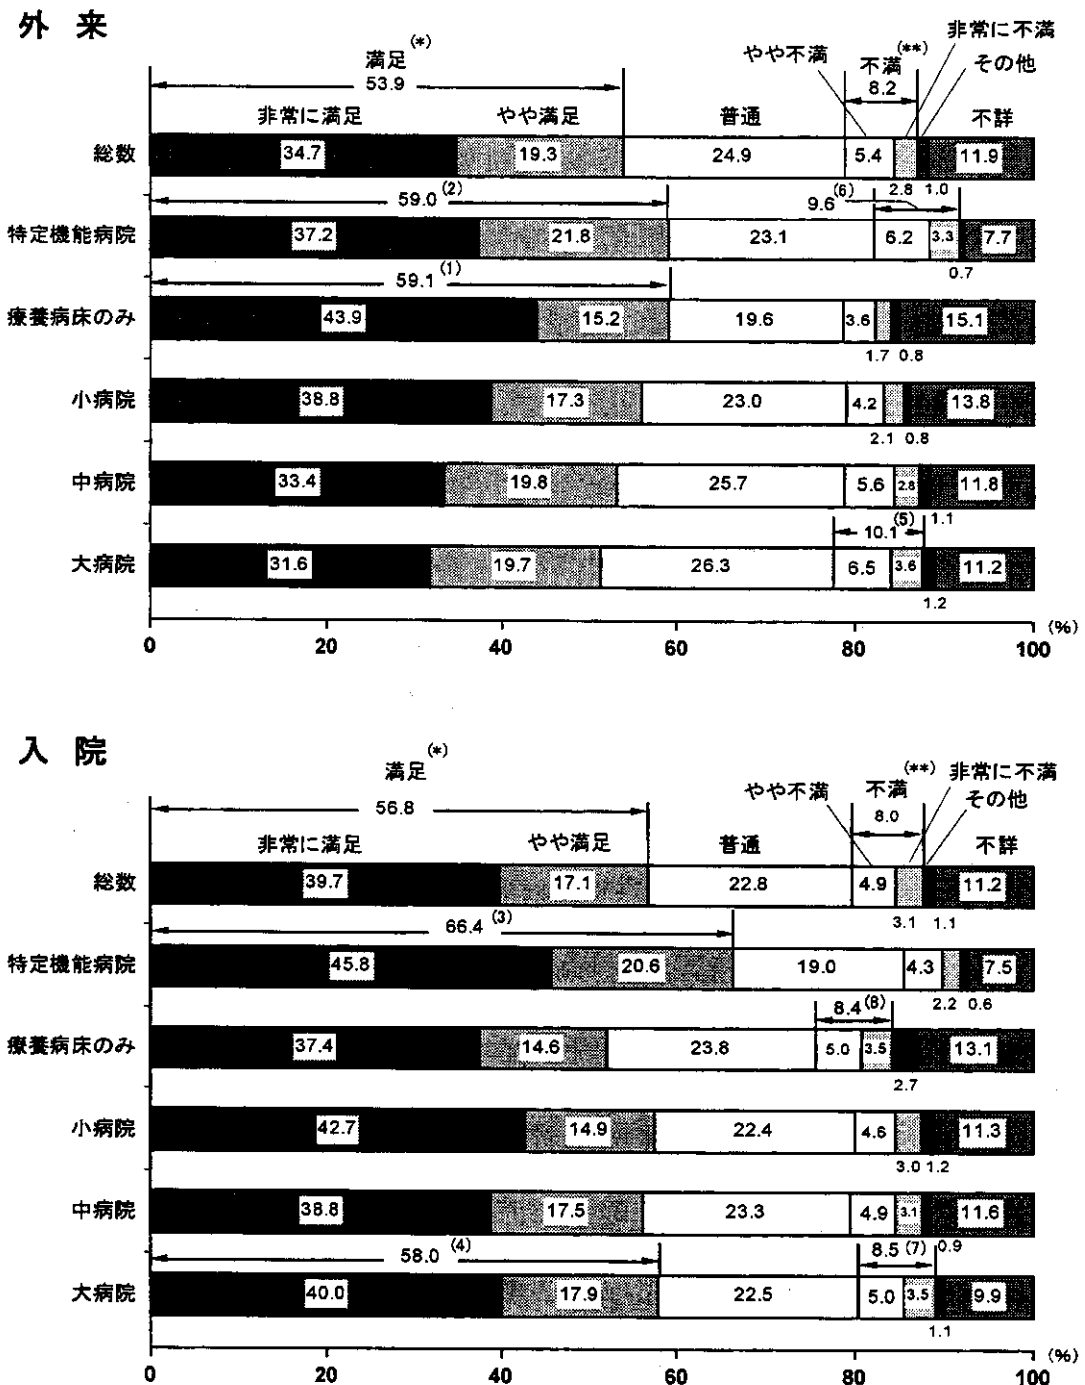 外 来
満足(*)
53.9
やや不満
不満(**)
8.2
非常に不満
その他
非常に満足
やや満足
普通
不詳
総数
34.7 19.3 24.9 5.4 11.9
2.8 1.0
59.0(2)
9.6(6)
特定機能病院
37.2 21.8 23.1 6.2 3.3 7.7
0.7
59.1(1)
療養病床のみ
43.9 15.2 19.6 3.6 15.1
1.7 0.8
小病院
38.8 17.3 23.0 4.2 13.8
2.1 0.8
中病院
33.4 19.8 25.7 5.6 2.8 11.8
10.1(5) 1.1
大病院
31.6 19.7 26.3 6.5 3.6 11.2
1.2
0 20 40 60 80 100 (%)
入 院
満足(*)
56.8
やや不満
不満(**)
8.0
非常に不満
その他
非常に満足
やや満足
普通
不詳
総数
39.7 17.1 22.8 4.9 11.2
3.1 1.1
66.4(3)
特定機能病院
45.8 20.6 19.0 4.3 7.5
2.2 0.6
8.4(8)
療養病床のみ
37.4 14.6 23.8 5.0 3.5 13.1
2.7
小病院
42.7 14.9 22.4 4.6 11.3
3.0 1.2
中病院
38.8 17.5 23.3 4.9 3.1 11.6
58.0(4)
8.5(7) 0.9
大病院
40.0 17.9 22.5 5.0 3.5 9.9
1.1
0 20 40 60 80 100 (%)